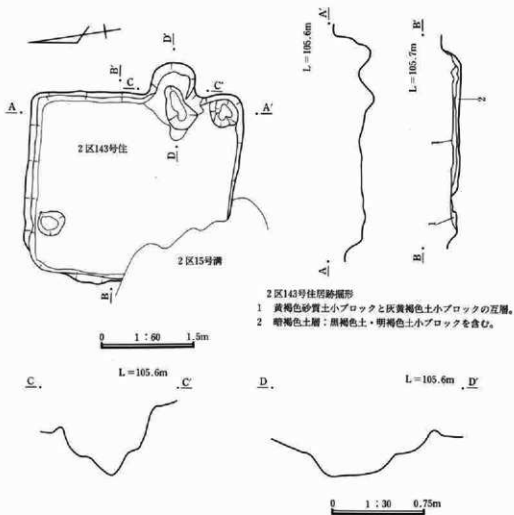 A'
B'
L=105.6m
L=105.7m
2
1
1
A
B
D'
B'
C
C'
A
A'
2区143号住
D
2区15号溝
B
2区143号住居跡掘形
1 黄褐色砂質土小ブロックと灰黄褐色土小ブロックの互層。
2 暗褐色土層:黒褐色土・明褐色土小ブロックを含む。
0 1:60 1.5m
L=105.6m
C C'
L=105.6m
D D'
0 1:30 0.75m